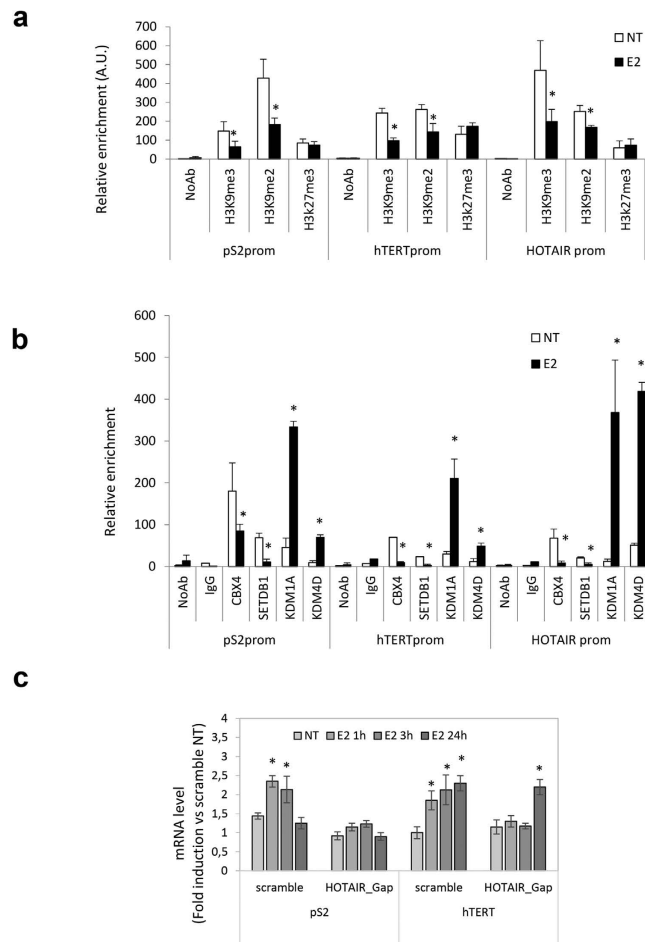 a
Relative enrichment (A.U.)
700
600
500
400
300
200
100
0
NT
E2
* * * * * *
NoAb H3K9me3 H3K9me2 H3k27me3 NoAb H3K9me3 H3K9me2 H3k27me3 NoAb H3K9me3 H3K9me2 H3k27me3
pS2prom hTERTprom HOTAIR prom
b
Relative enrichment
600
500
400
300
200
100
0
NT
E2
* * * * * * * * * * * *
NoAb IgG CBX4 SETDB1 KDM1A KDM4D NoAb IgG CBX4 SETDB1 KDM1A KDM4D NoAb IgG CBX4 SETDB1 KDM1A KDM4D
pS2prom hTERTprom HOTAIR prom
c
mRNA level
(Fold induction vs scramble NT)
4
3,5
3
2,5
2
1,5
1
0,5
0
NT E2 1h E2 3h E2 24h
* * * * * *
scramble HOTAIR_Gap scramble HOTAIR_Gap
pS2 hTERT